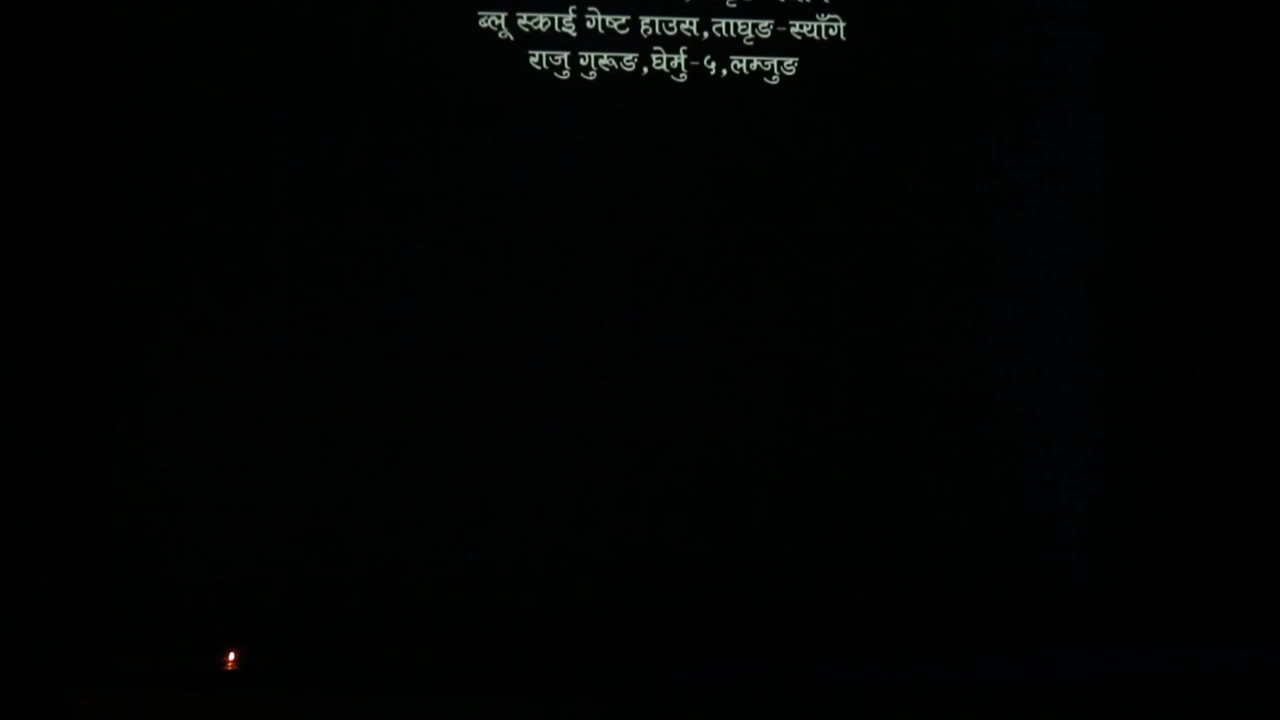 ब्लू स्काई गेष्ट हाउस,ताघृङ-स्याँगे
राजु गुरूङ,घेर्मु-५,लम्जुङ